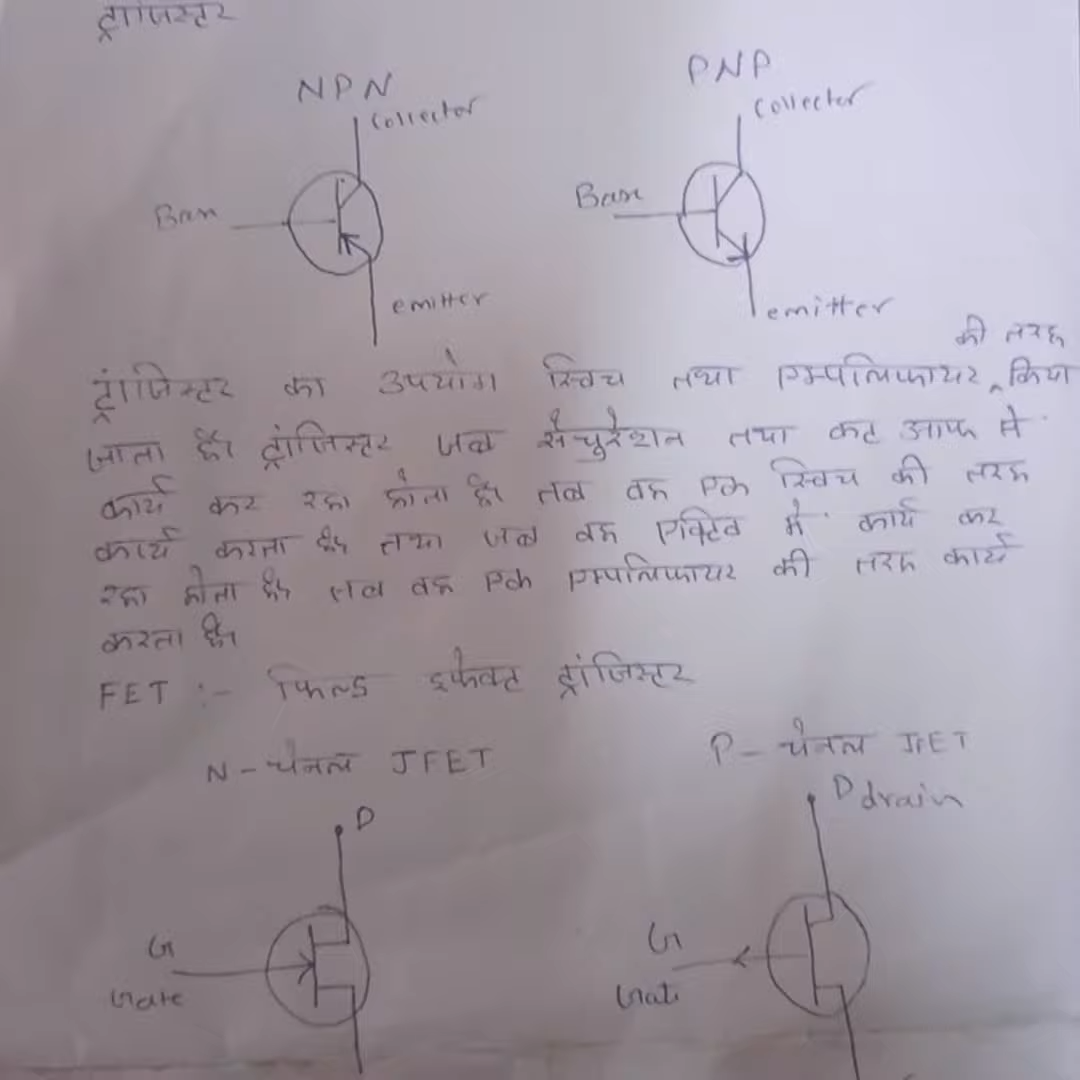 ट्रांजिस्टर
NPN PNP
Collector Collector
Base Base
emitter emitter
की तरह
ट्रांजिस्टर का उपयोग स्विच तथा एम्पलिफायर ^ किया
जाता है। ट्रांजिस्टर जब सैचुरेशन तथा कट आफ मे
कार्य कर रहा होता है। तब वह एक स्विच की तरह
कार्य करता है। तथा जब वह एक्टिव मे कार्य कर
रहा होता है। तब वह एक एम्पलिफायर की तरह कार्य
करता है।
FET :- फिल्ड इफेक्ट ट्रांजिस्टर
N - चेनल JFET P - चेनल JFET
D D drain
G G
Gate Gate